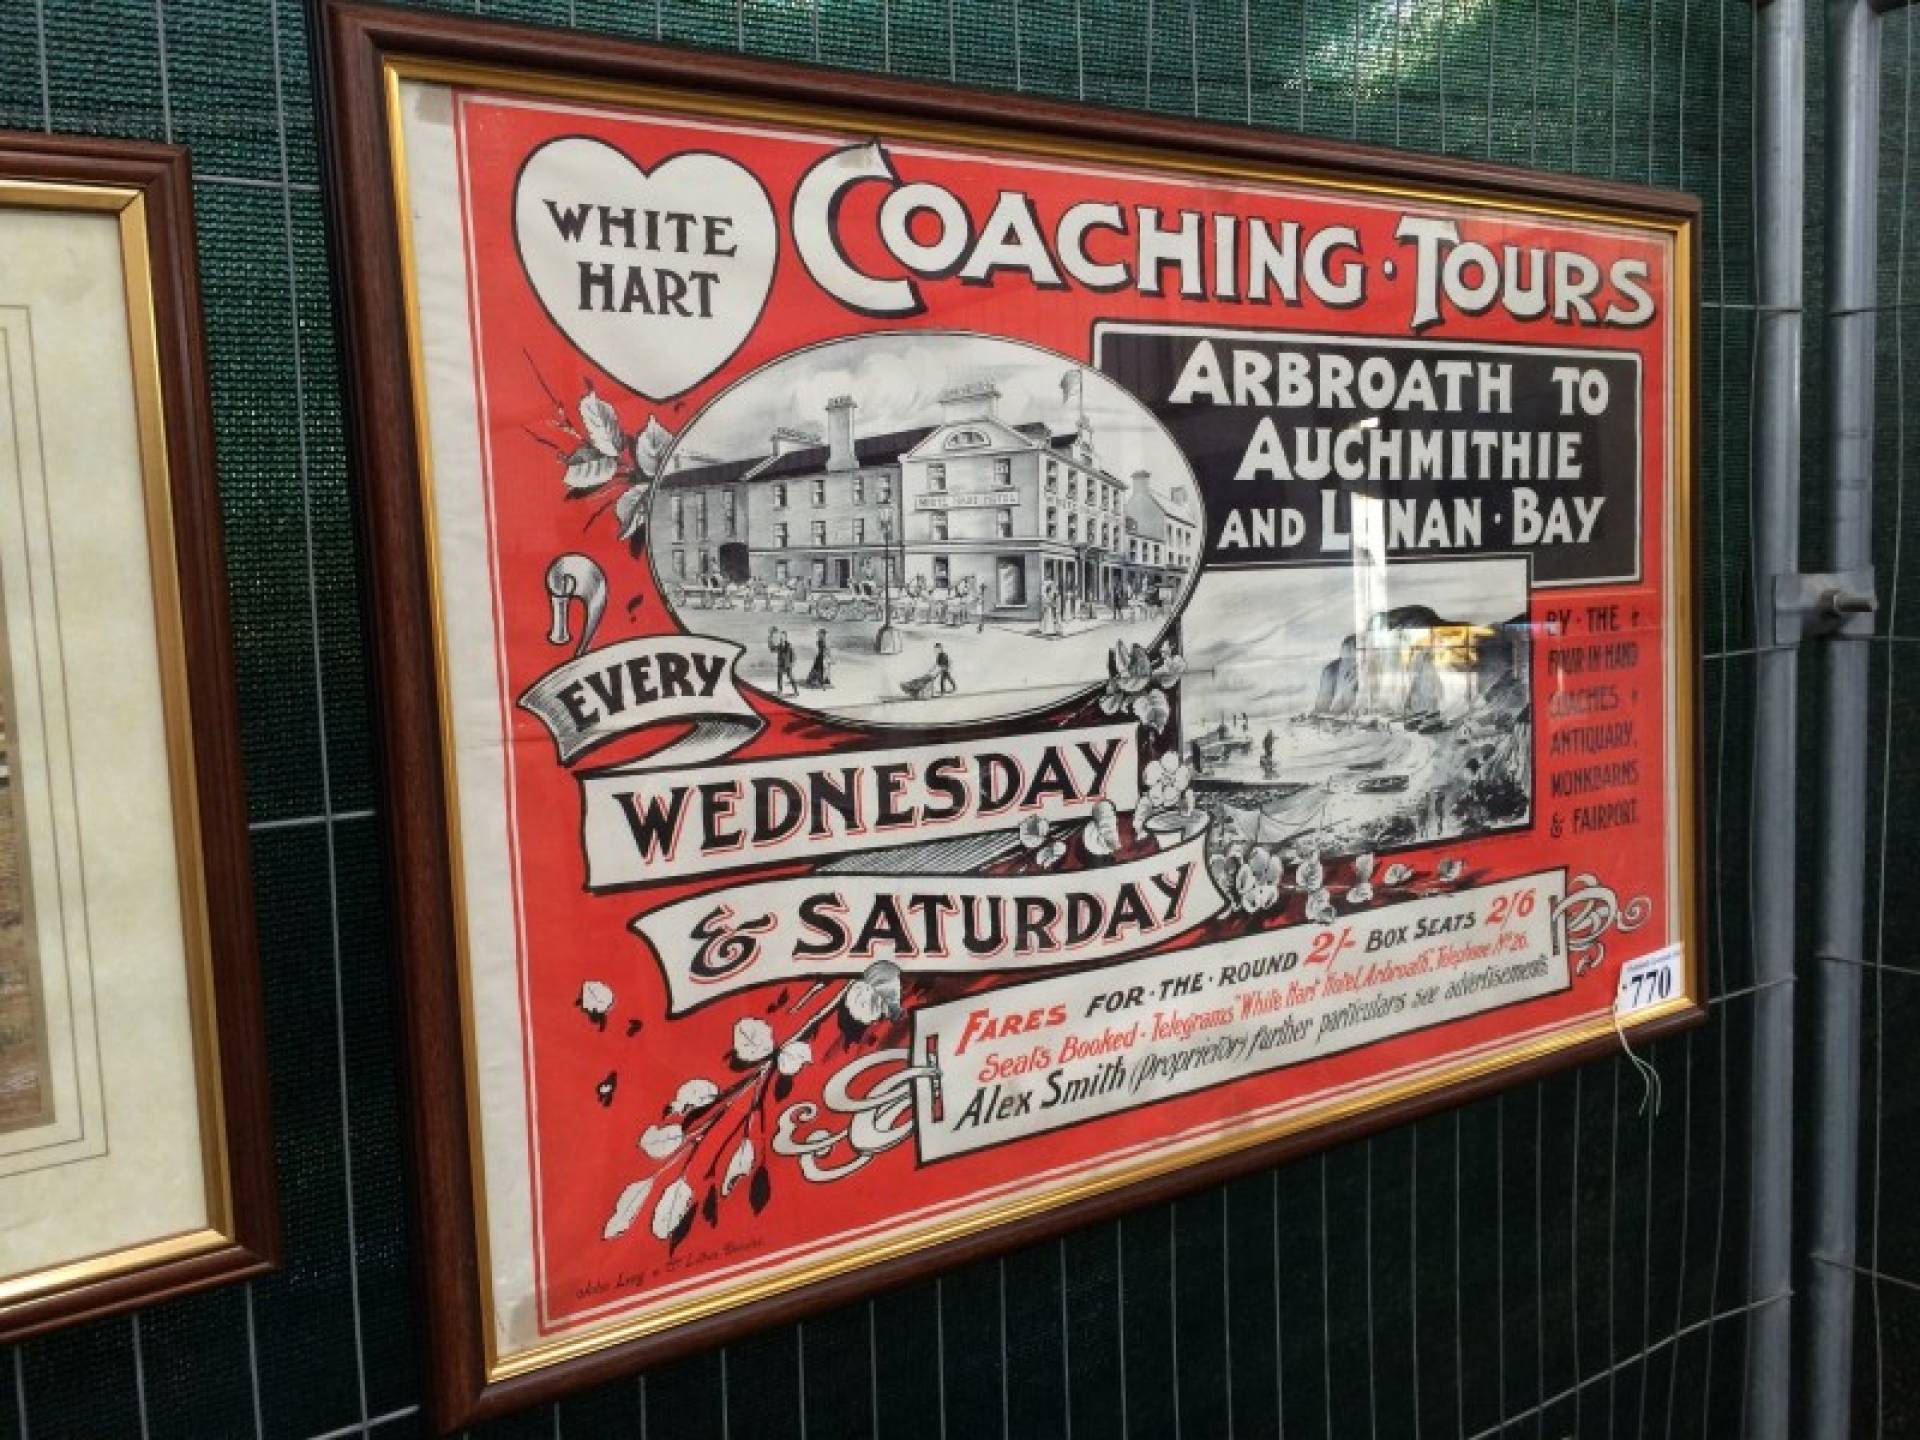 WHITE
HART
COACHING · TOURS
ARBROATH TO
AUCHMITHIE
AND LUNAN · BAY
BY · THE
FOUR-IN-HAND
COACHES
ANTIQUARY,
MONKBARNS
& FAIRPORT.
EVERY
WEDNESDAY
& SATURDAY
FARES FOR · THE · ROUND 2/- BOX SEATS 2/6
Seats Booked - Telegrams "White Hart" Hotel, Arbroath, Telephone No 26.
Alex Smith (Proprietor) further particulars see advertisements
770